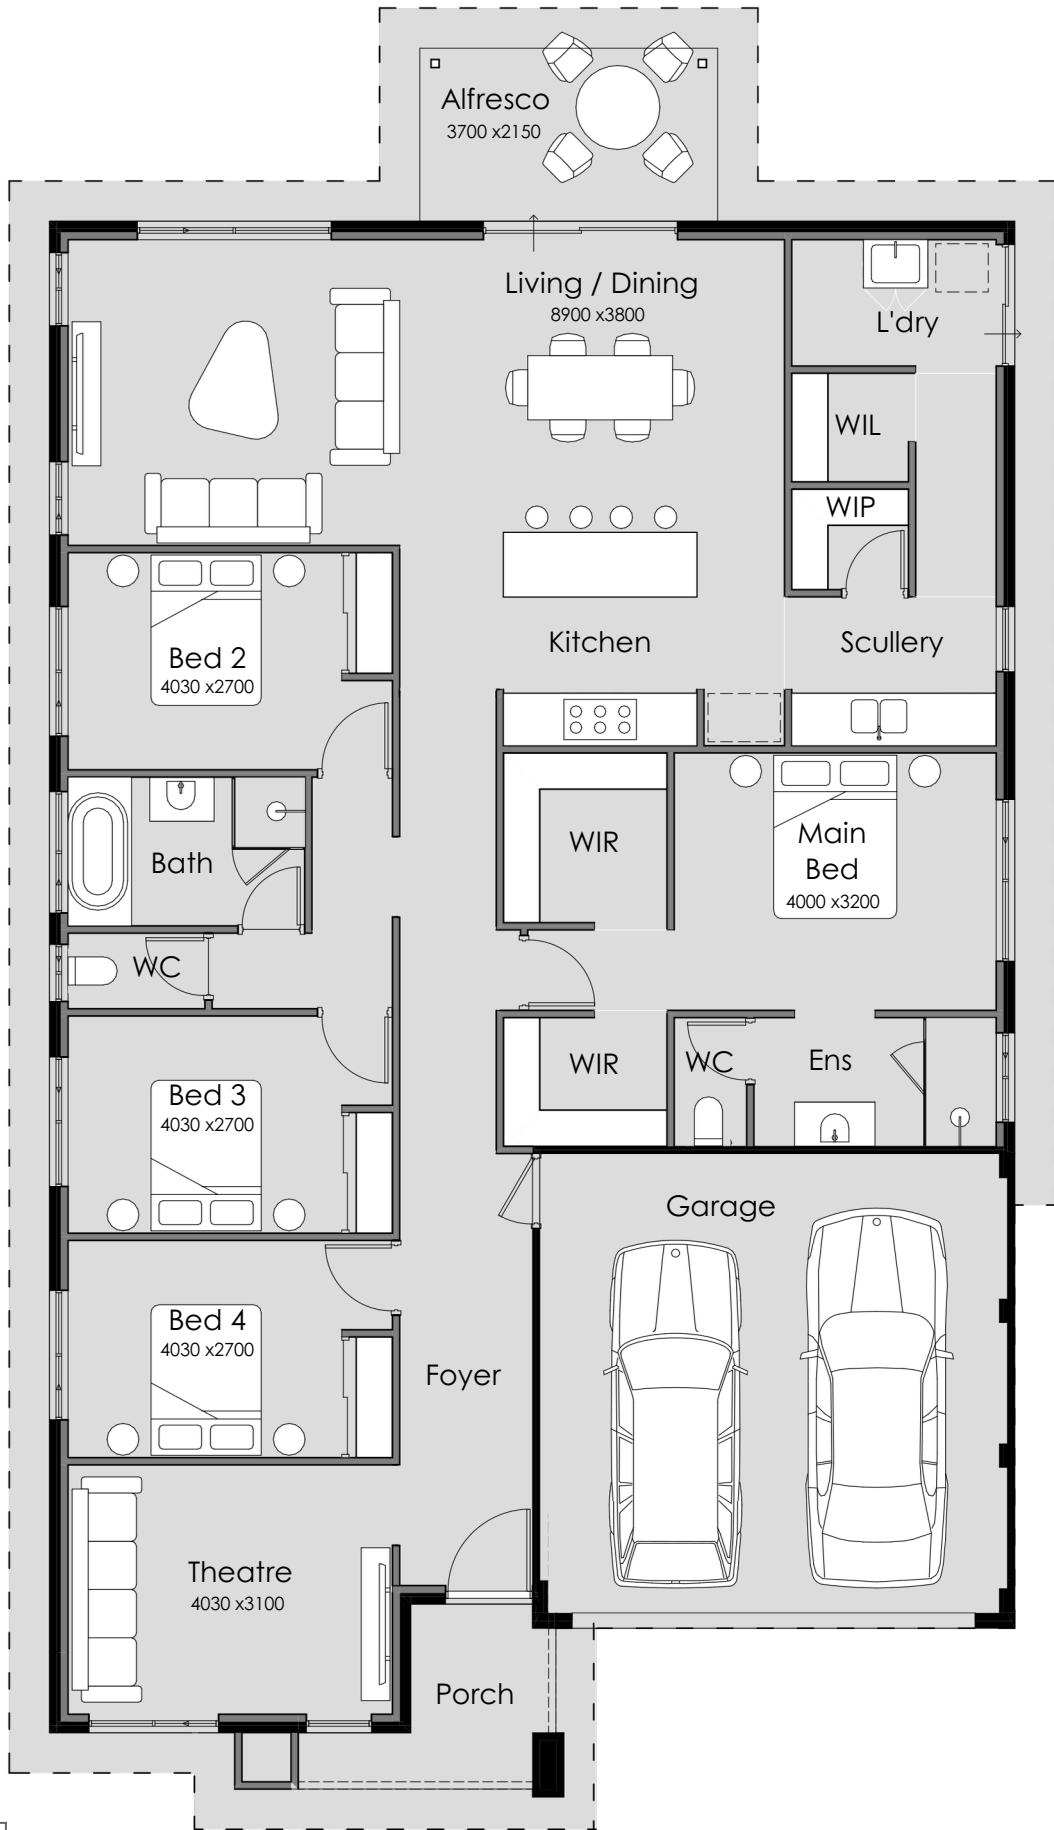 Alfresco
3700 x2150
Living / Dining
8900 x3800
L'dry
WIL
WIP
Bed 2
4030 x2700
Kitchen
Scullery
Bath
WIR
Main
Bed
4000 x3200
WC
WIR
WC
Ens
Bed 3
4030 x2700
Garage
Bed 4
4030 x2700
Foyer
Theatre
4030 x3100
Porch